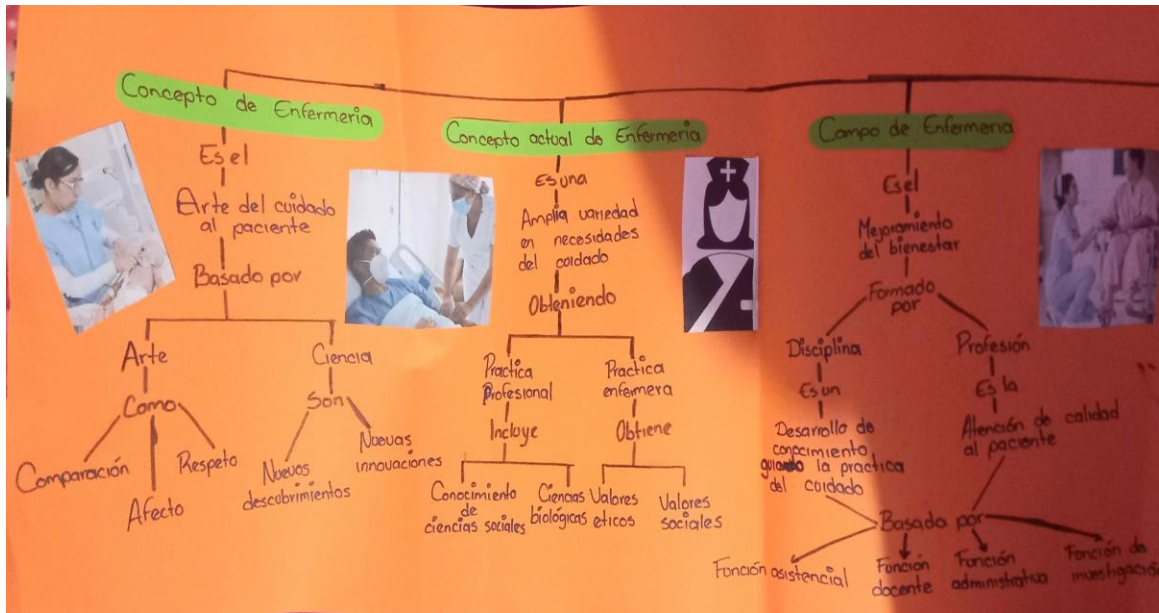 Concepto de Enfermeria
Es el
Arte del cuidado
al paciente
Basado por
Arte
Como
Comparación
Afecto
Respeto
Ciencia
Son
Nuevos
descubrimientos
Nuevas
innovaciones
Concepto actual de Enfermeria
Es una
Amplia variedad
en necesidades
del cuidado
Obteniendo
Practica
Profesional
Incluye
Conocimiento
de
ciencias sociales
Ciencias
biológicas
Practica
enfermera
Obtiene
Valores
eticos
Valores
sociales
Campo de Enfermeria
Es el
Mejoramiento
del bienestar
Formado
por
Disciplina
Es un
Desarrollo de
conocimiento
guiando la practica
del cuidado
Profesión
Es la
Atención de calidad
al paciente
Basado por
Función asistencial
Función
docente
Función
administrativa
Función de
investigación